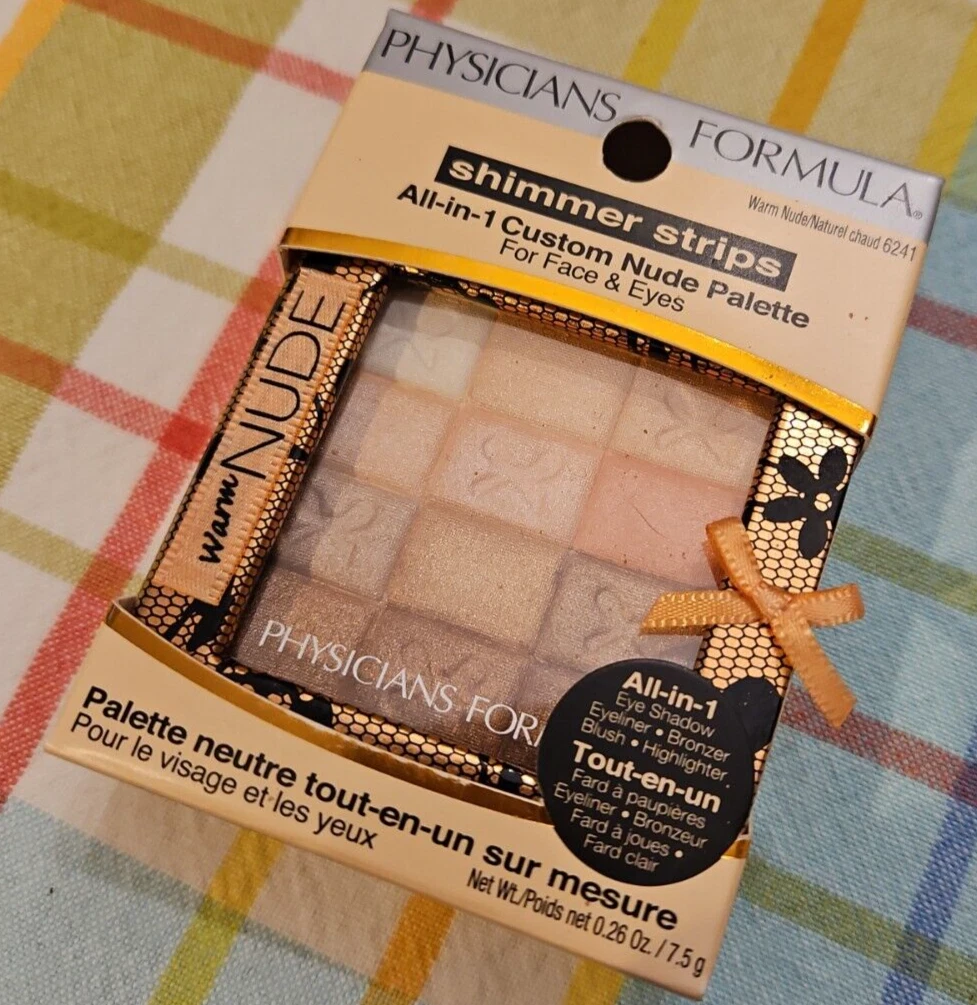 PHYSICIANS FORMULA®
Warm Nude/Naturel chaud 6241
shimmer strips
All-in-1 Custom Nude Palette
For Face & Eyes
warm NUDE
PHYSICIANS FOR
All-in-1
Eye Shadow
Eyeliner • Bronzer
Blush • Highlighter
Tout-en-un
Fard à paupières
Eyeliner • Bronzeur
Fard à joues •
Fard clair
Palette neutre tout-en-un sur mesure
Pour le visage et les yeux
Net Wt./Poids net 0.26 Oz. / 7.5 g